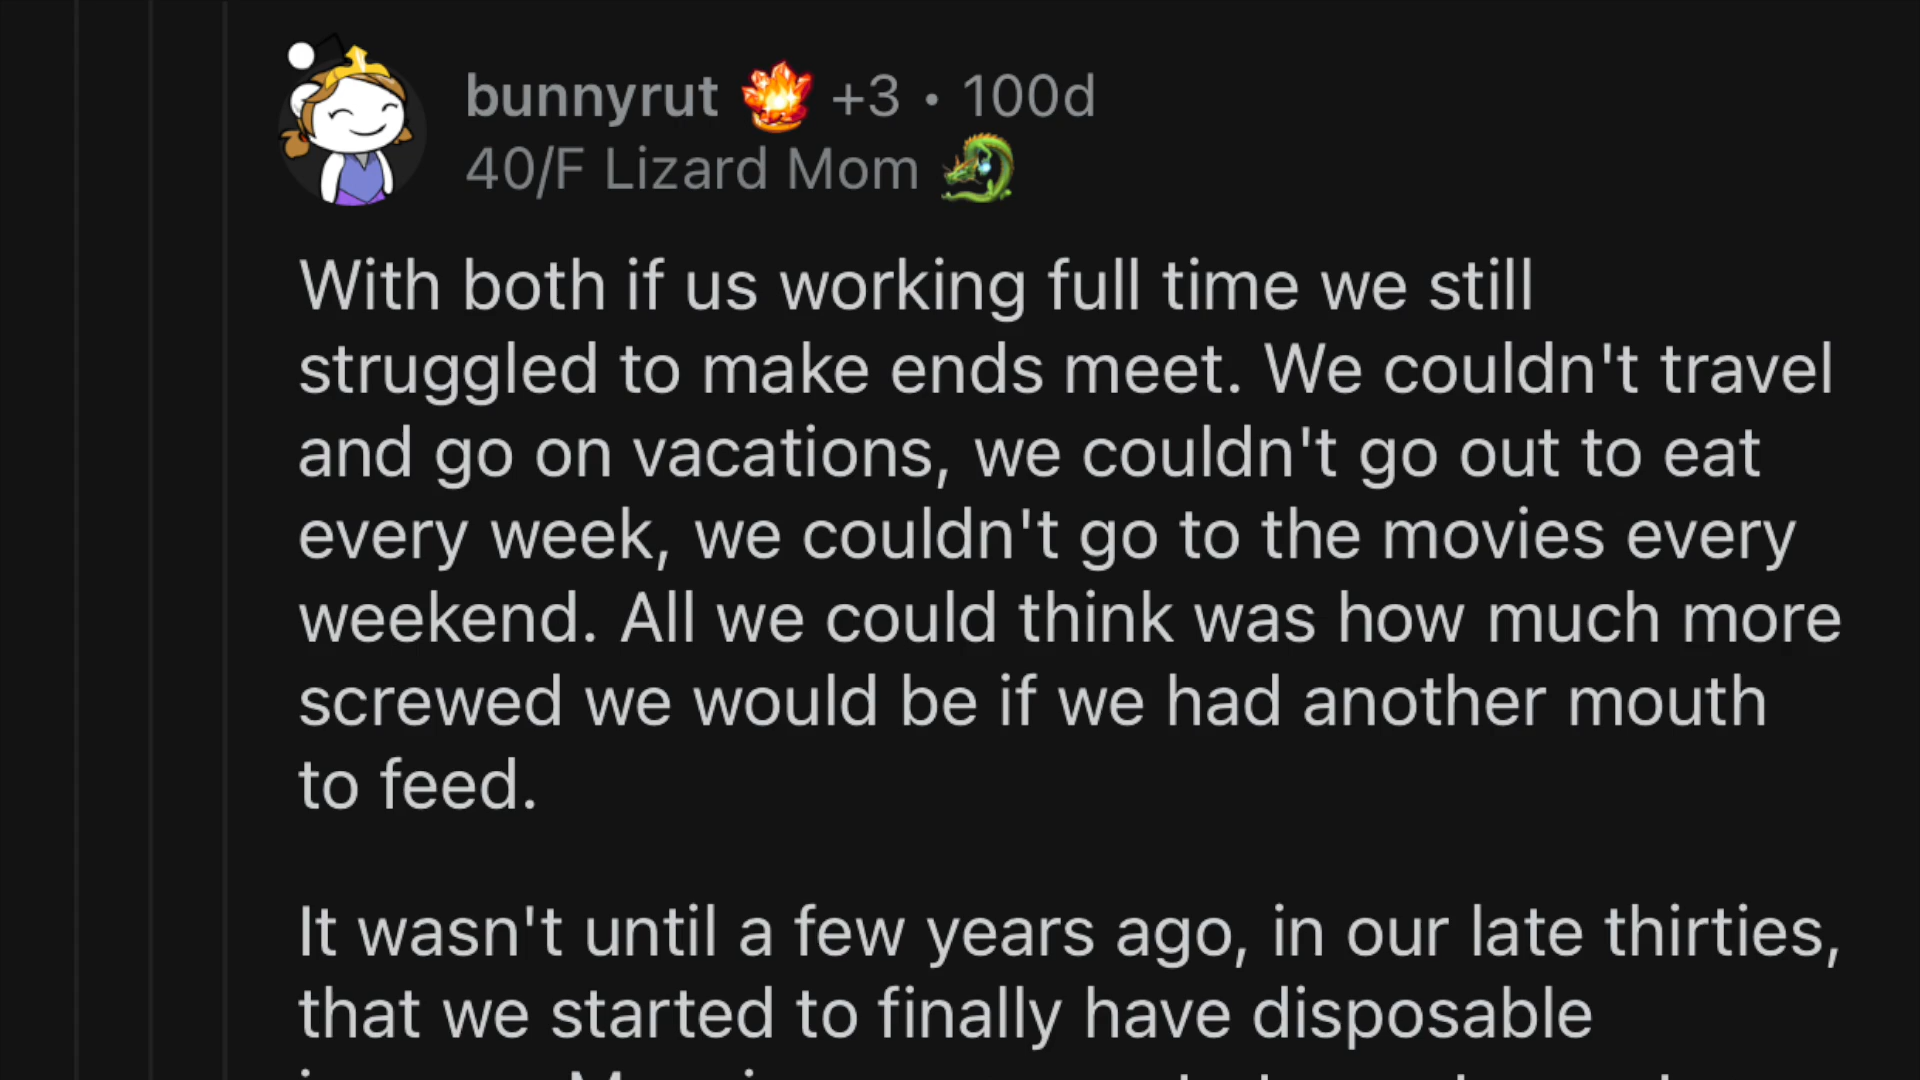 bunnyrut +3 • 100d
40/F Lizard Mom
With both if us working full time we still
struggled to make ends meet. We couldn't travel
and go on vacations, we couldn't go out to eat
every week, we couldn't go to the movies every
weekend. All we could think was how much more
screwed we would be if we had another mouth
to feed.
It wasn't until a few years ago, in our late thirties,
that we started to finally have disposable